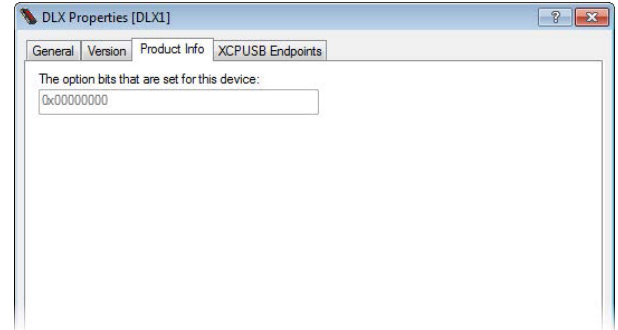 DLX Properties [DLX1]
General Version Product Info XCPUSB Endpoints
The option bits that are set for this device:
0x00000000